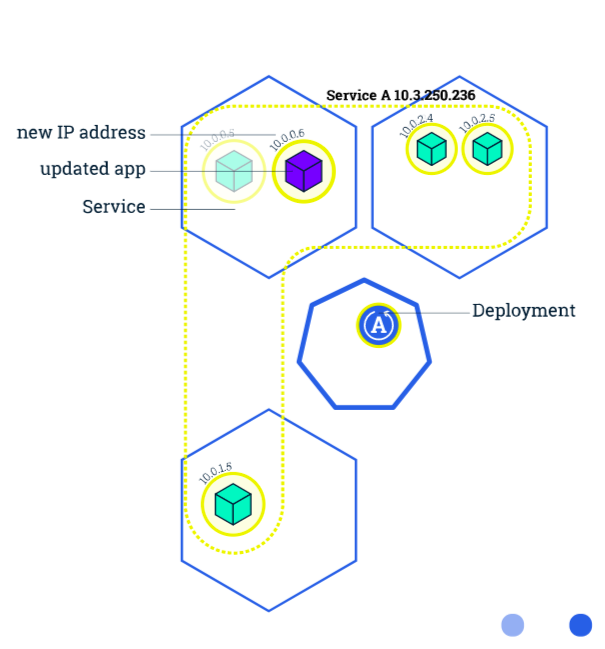 Service A 10.3.250.236
new IP address
10.0.0.5
10.0.0.6
10.0.2.4
10.0.2.5
updated app
Service
Deployment
A
10.0.1.5